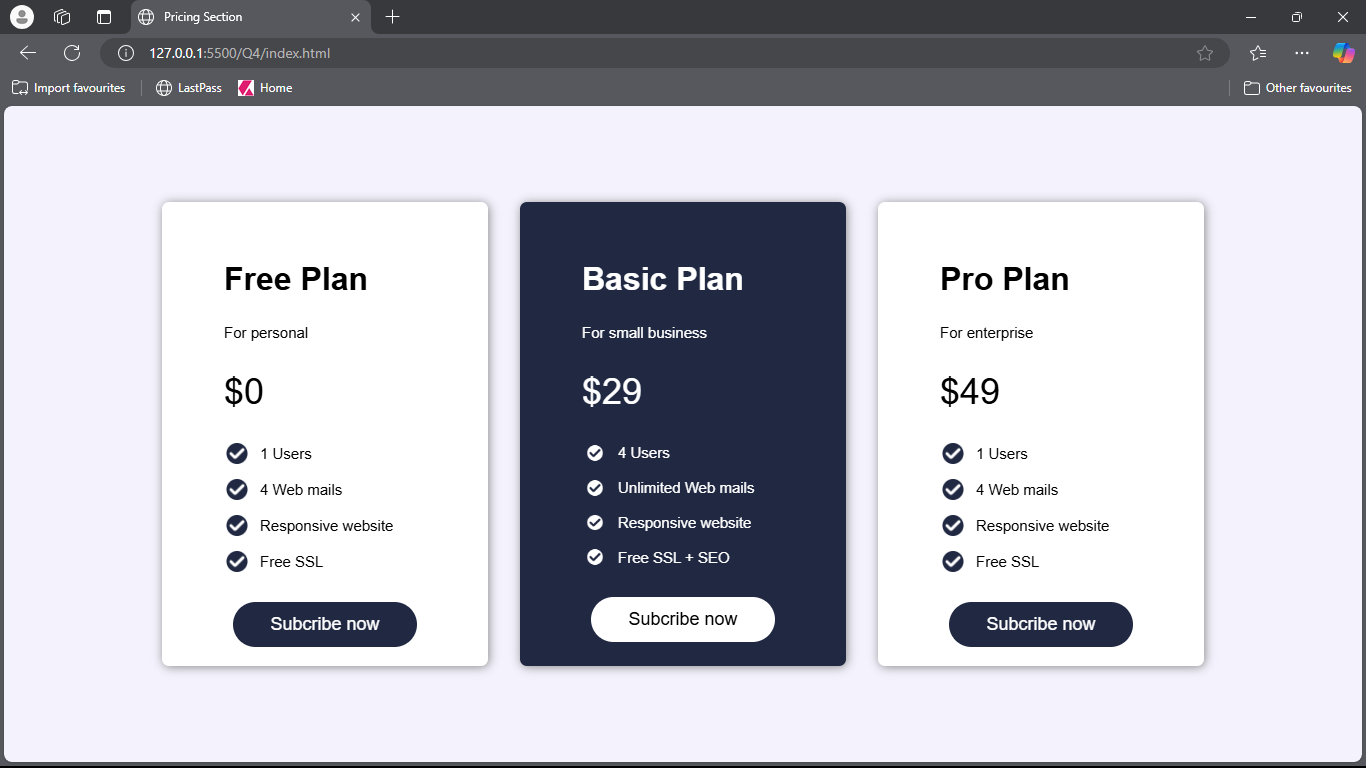 Pricing Section
127.0.0.1:5500/Q4/index.html
Import favourites
LastPass
Home
Other favourites
Free Plan
For personal
$0
1 Users
4 Web mails
Responsive website
Free SSL
Subcribe now
Basic Plan
For small business
$29
4 Users
Unlimited Web mails
Responsive website
Free SSL + SEO
Subcribe now
Pro Plan
For enterprise
$49
1 Users
4 Web mails
Responsive website
Free SSL
Subcribe now